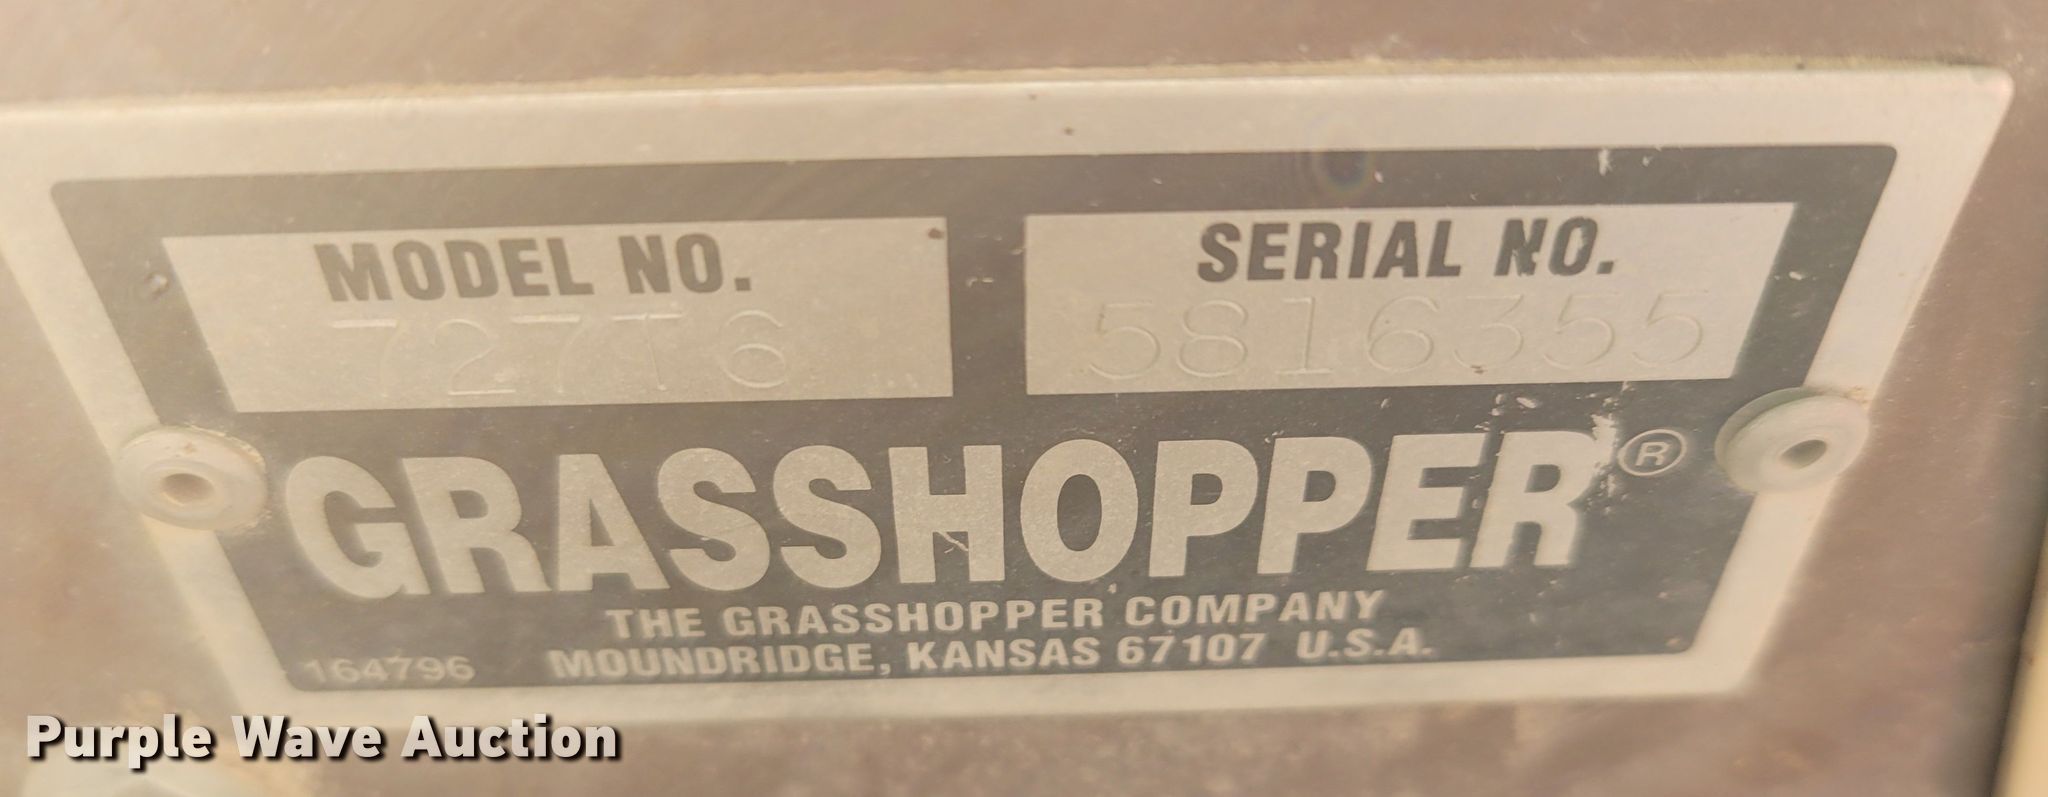 MODEL NO.
727T6
SERIAL NO.
5816355
GRASSHOPPER®
THE GRASSHOPPER COMPANY
MOUNDRIDGE, KANSAS 67107 U.S.A.
164796
Purple Wave Auction